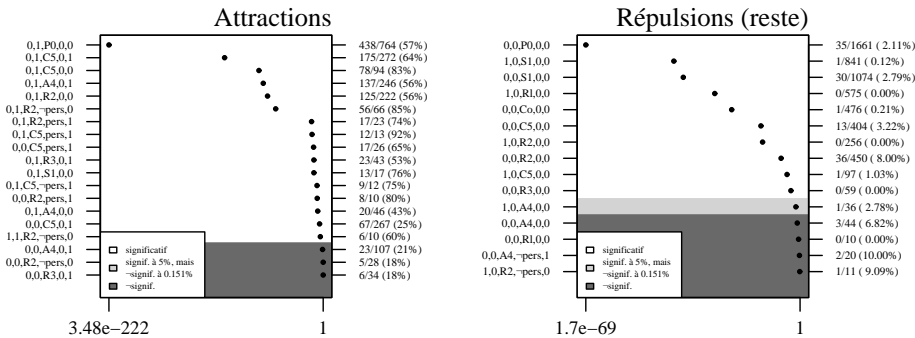 Attractions
0,1,P0,0,0 438/764 (57%)
0,1,C5,0,1 175/272 (64%)
0,1,C5,0,0 78/94 (83%)
0,1,A4,0,1 137/246 (56%)
0,1,R2,0,0 125/222 (56%)
0,1,R2,¬pers,0 56/66 (85%)
0,1,R2,pers,1 17/23 (74%)
0,1,C5,pers,1 12/13 (92%)
0,0,C5,pers,1 17/26 (65%)
0,1,R3,0,1 23/43 (53%)
0,1,S1,0,0 13/17 (76%)
0,1,C5,¬pers,1 9/12 (75%)
0,0,R2,pers,1 8/10 (80%)
0,1,A4,0,0 20/46 (43%)
0,0,C5,0,1 67/267 (25%)
1,1,R2,¬pers,0 6/10 (60%)
0,0,A4,0,1 23/107 (21%)
0,0,R2,¬pers,0 5/28 (18%)
0,0,R3,0,1 6/34 (18%)
significatif
signif. à 5%, mais
¬signif. à 0.151%
¬signif.
3.48e−222 1
Répulsions (reste)
0,0,P0,0,0 35/1661 ( 2.11%)
1,0,S1,0,0 1/841 ( 0.12%)
0,0,S1,0,0 30/1074 ( 2.79%)
1,0,R1,0,0 0/575 ( 0.00%)
0,0,Co,0,0 1/476 ( 0.21%)
0,0,C5,0,0 13/404 ( 3.22%)
1,0,R2,0,0 0/256 ( 0.00%)
0,0,R2,0,0 36/450 ( 8.00%)
1,0,C5,0,0 1/97 ( 1.03%)
0,0,R3,0,0 0/59 ( 0.00%)
1,0,A4,0,0 1/36 ( 2.78%)
0,0,A4,0,0 3/44 ( 6.82%)
0,0,R1,0,0 0/10 ( 0.00%)
0,0,A4,¬pers,1 2/20 (10.00%)
1,0,R2,¬pers,0 1/11 ( 9.09%)
significatif
signif. à 5%, mais
¬signif. à 0.151%
¬signif.
1.7e−69 1